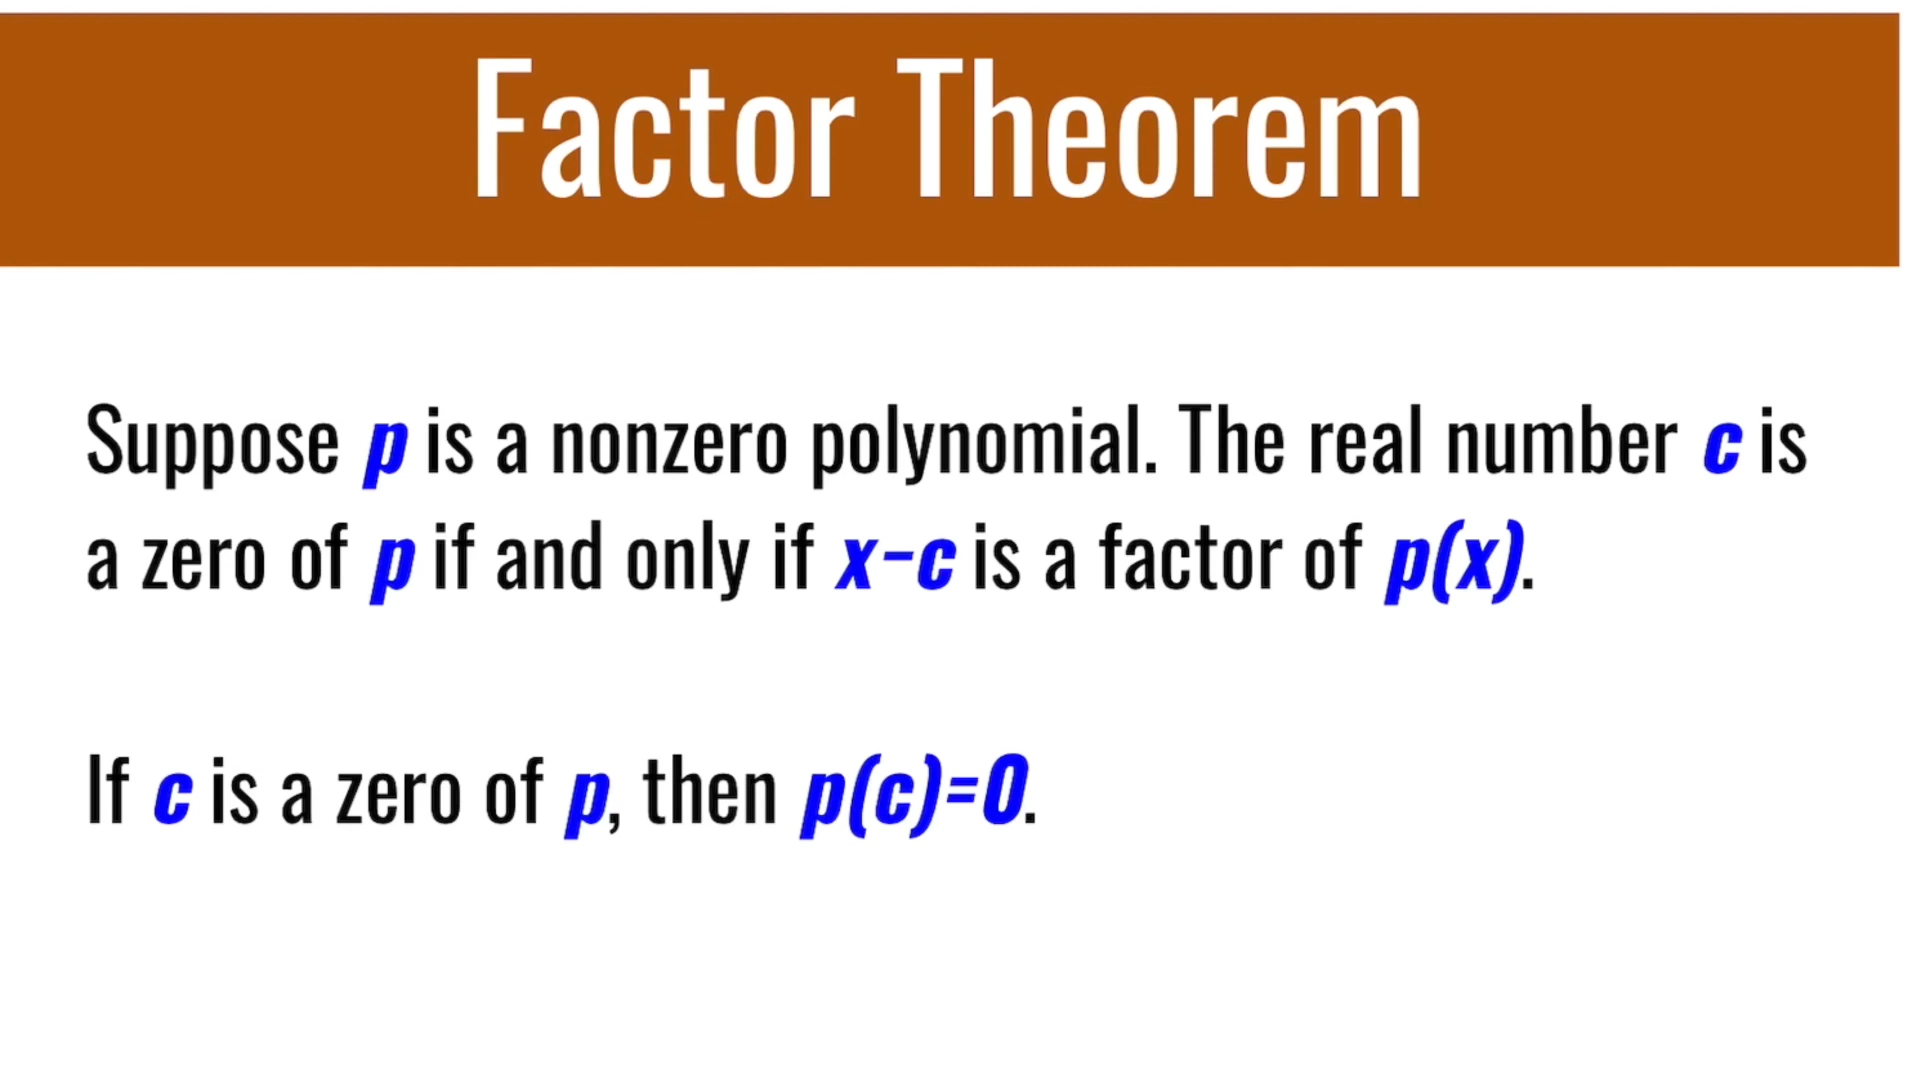 Factor Theorem
Suppose p is a nonzero polynomial. The real number c is
a zero of p if and only if x-c is a factor of p(x).
If c is a zero of p, then p(c)=0.